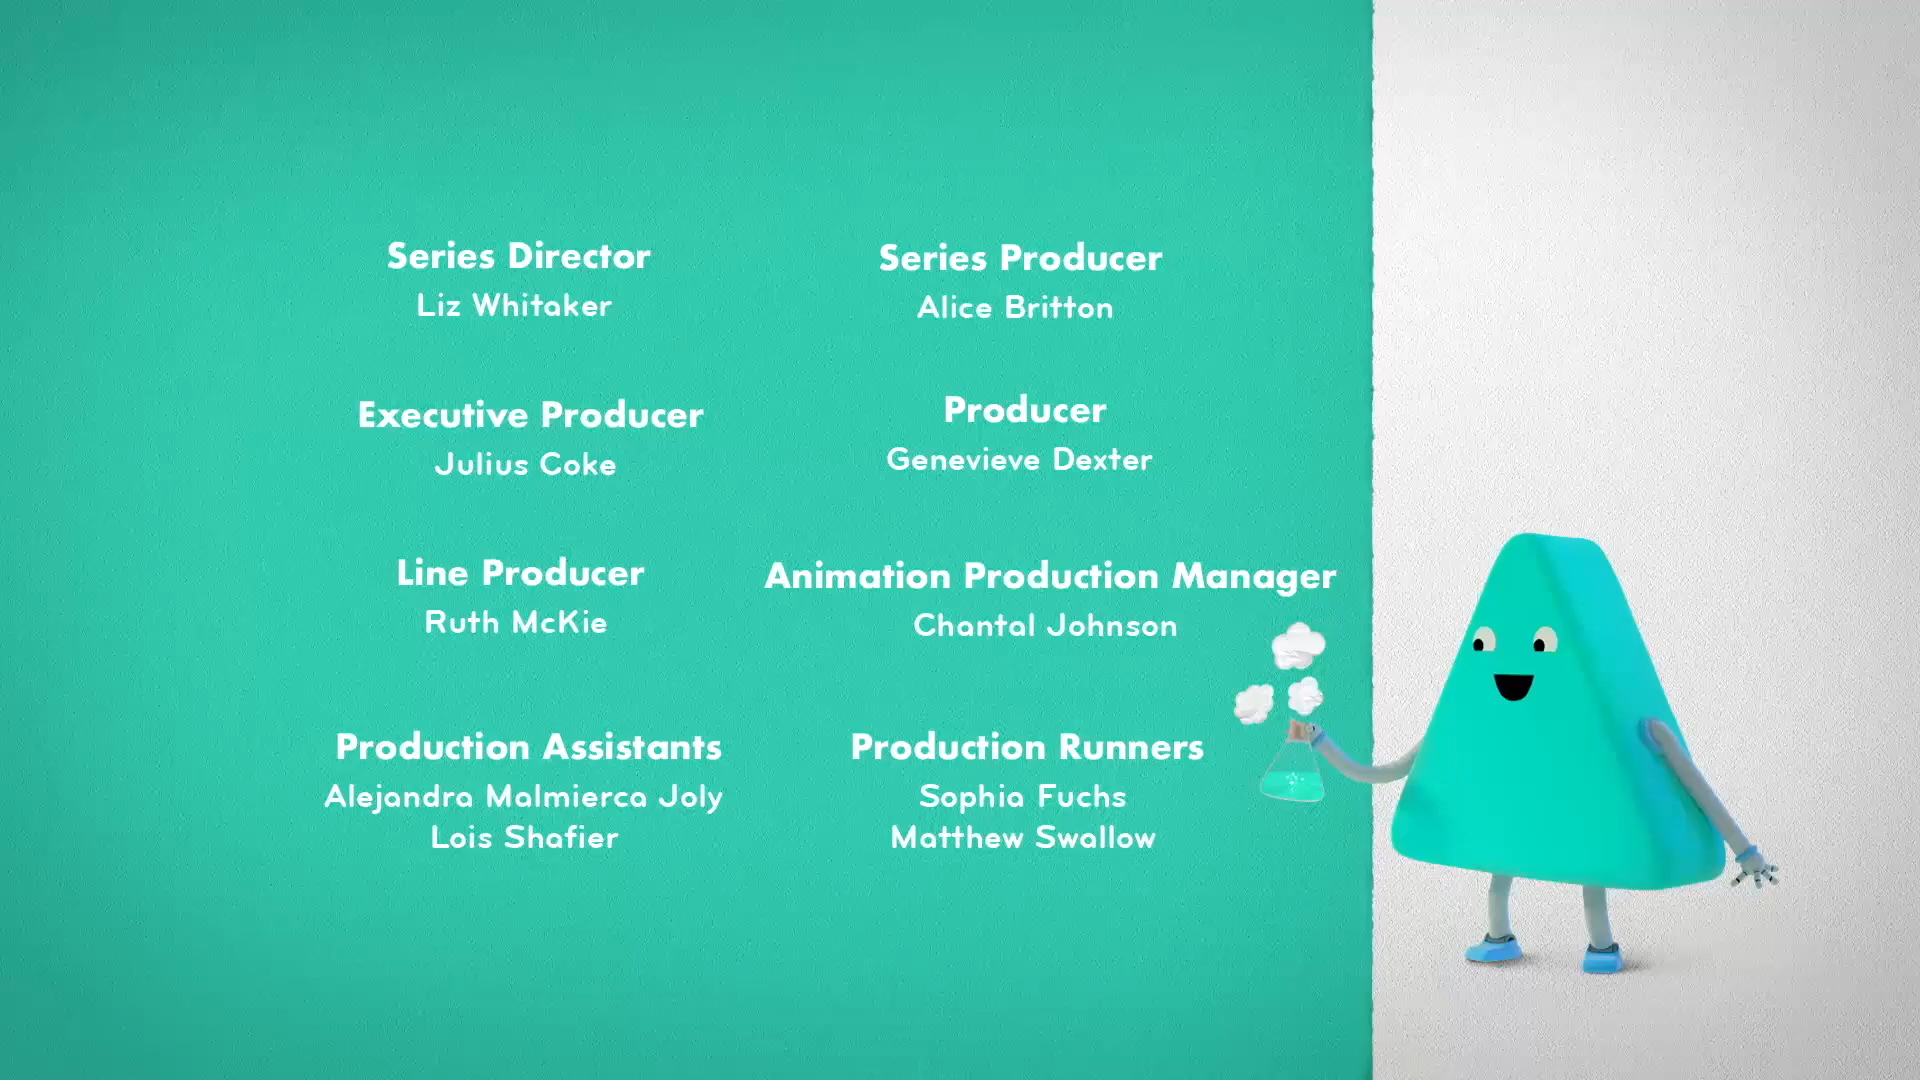 Series Director
Liz Whitaker
Series Producer
Alice Britton
Executive Producer
Julius Coke
Producer
Genevieve Dexter
Line Producer
Ruth McKie
Animation Production Manager
Chantal Johnson
Production Assistants
Alejandra Malmierca Joly
Lois Shafier
Production Runners
Sophia Fuchs
Matthew Swallow